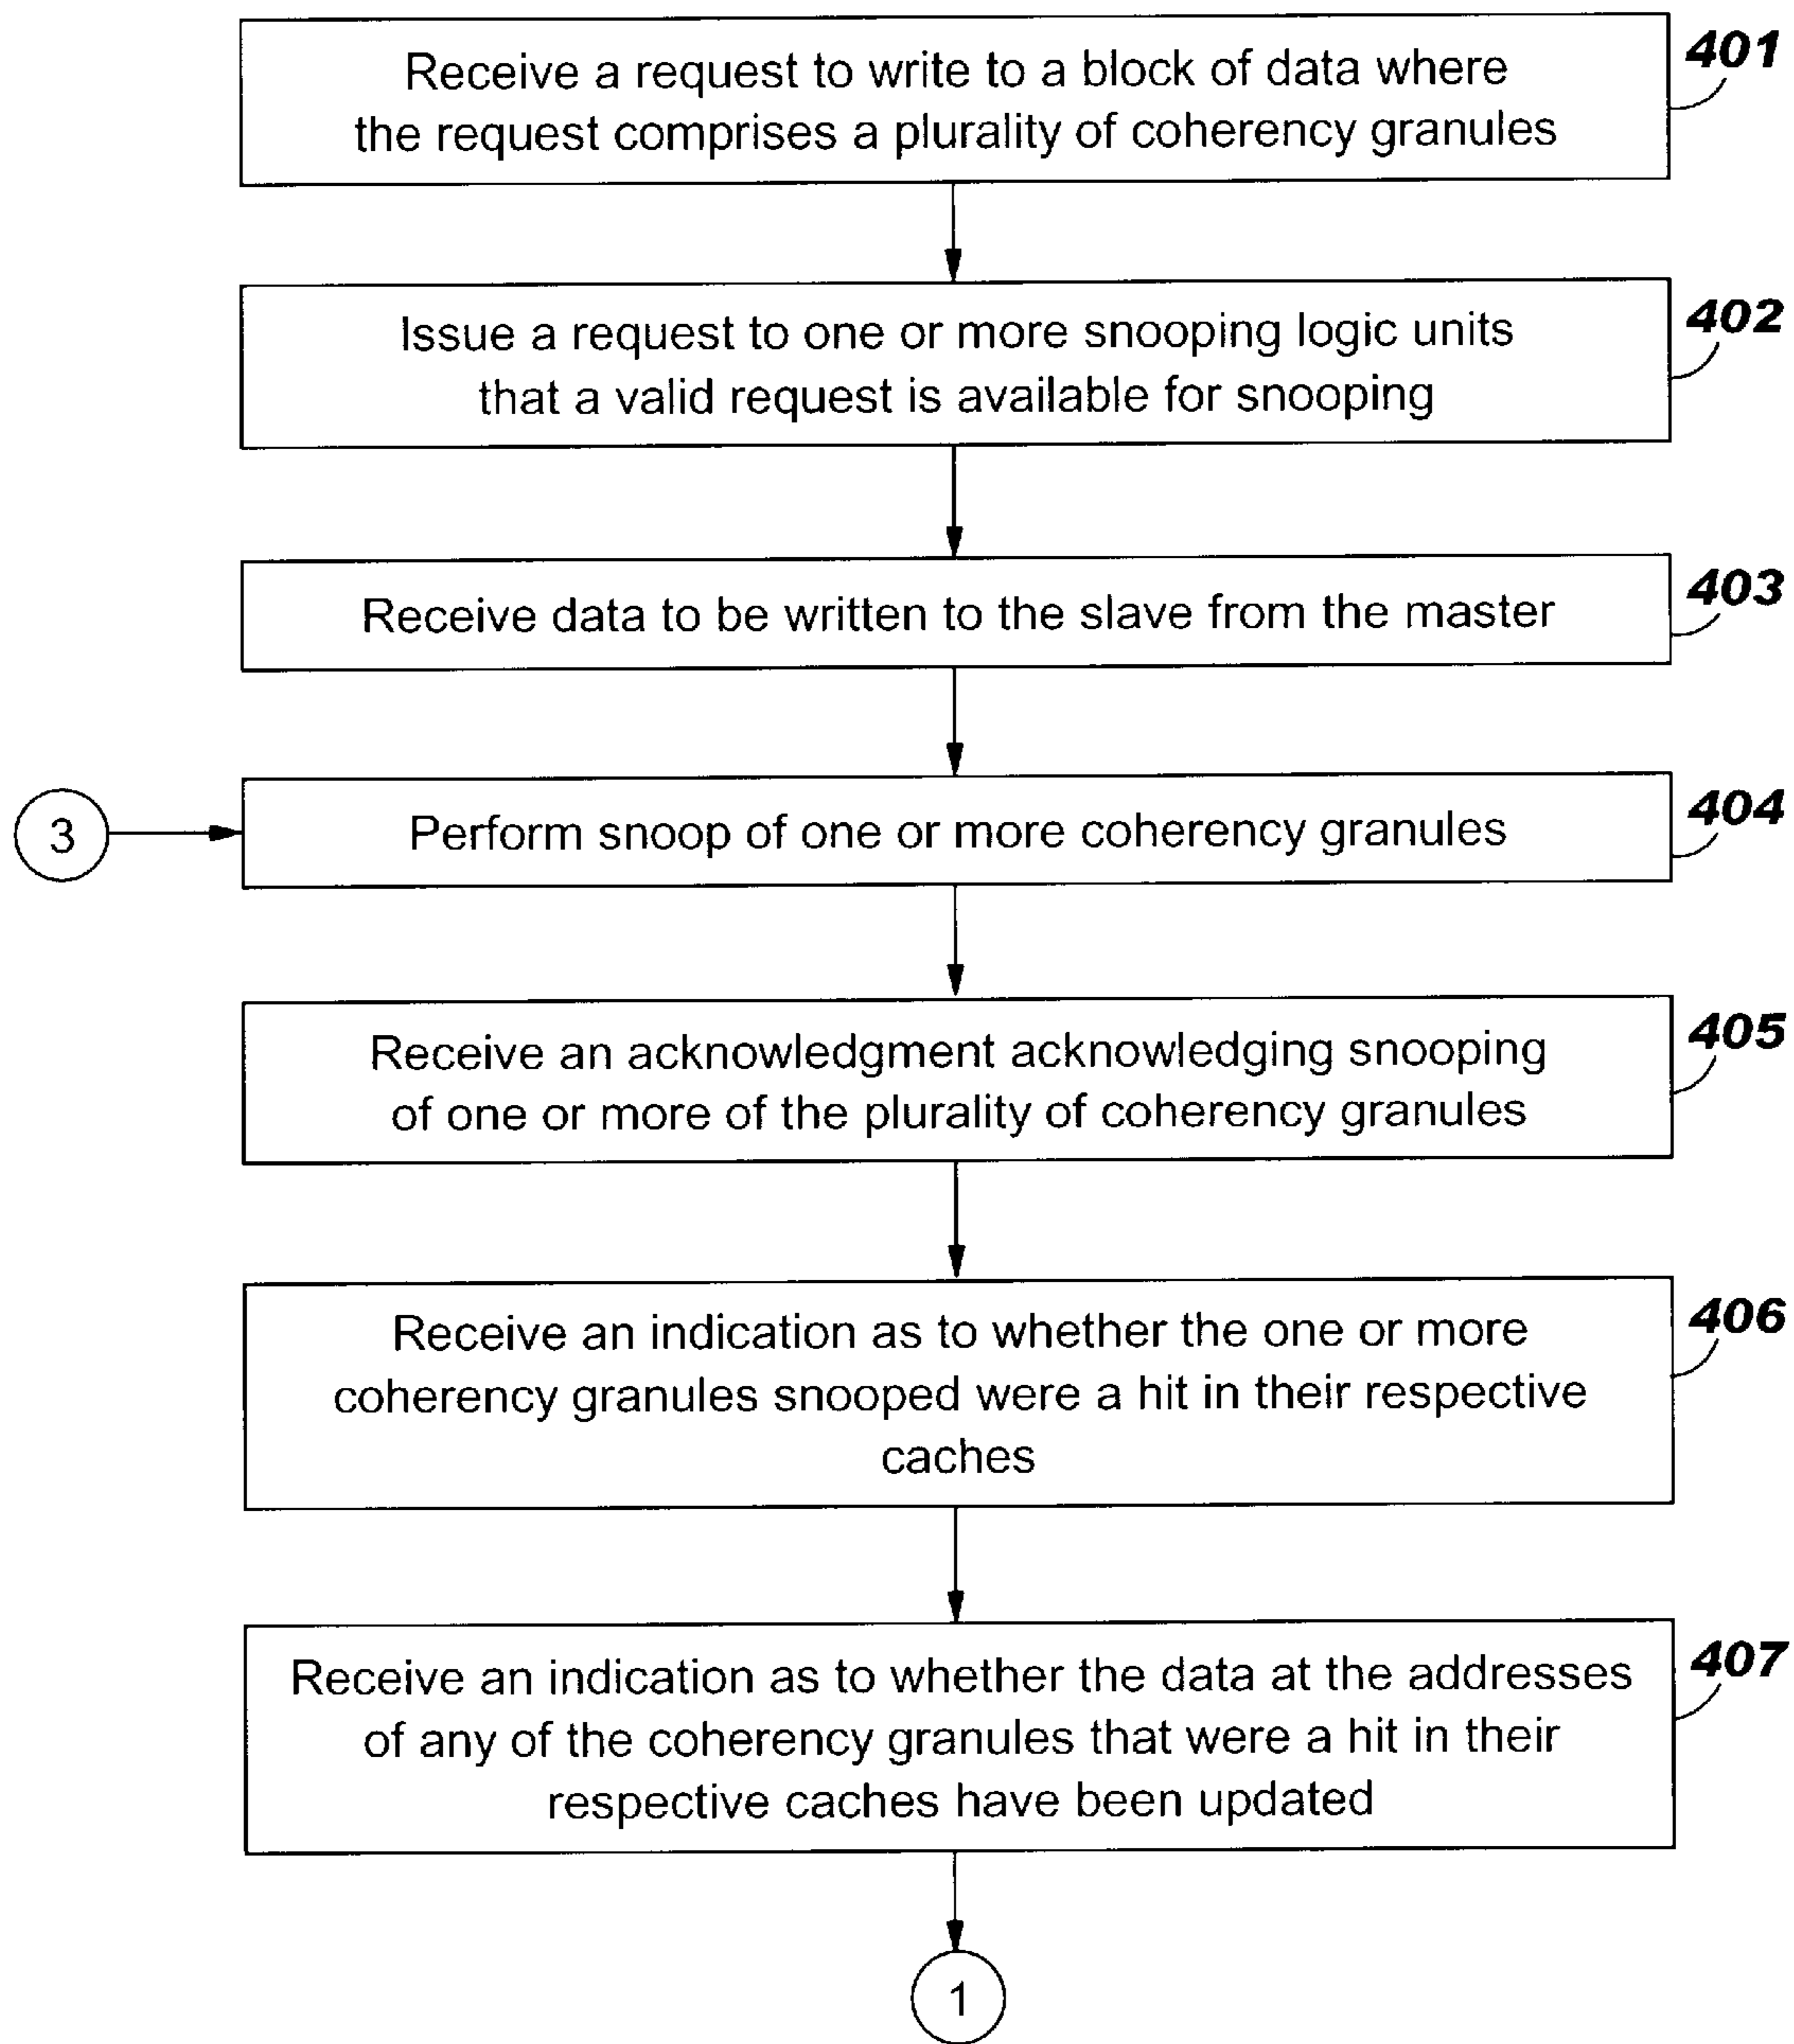 Receive a request to write to a block of data where
the request comprises a plurality of coherency granules
401
Issue a request to one or more snooping logic units
that a valid request is available for snooping
402
Receive data to be written to the slave from the master
403
3
Perform snoop of one or more coherency granules
404
Receive an acknowledgment acknowledging snooping
of one or more of the plurality of coherency granules
405
Receive an indication as to whether the one or more
coherency granules snooped were a hit in their respective
caches
406
Receive an indication as to whether the data at the addresses
of any of the coherency granules that were a hit in their
respective caches have been updated
407
1